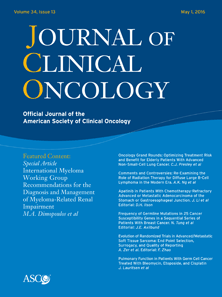 Volume 34, Issue 13
May 1, 2016
JOURNAL OF
CLINICAL
ONCOLOGY
Official Journal of the
American Society of Clinical Oncology
Featured Content:
Special Article
International Myeloma
Working Group
Recommendations for the
Diagnosis and Management
of Myeloma-Related Renal
Impairment
M.A. Dimopoulos et al
Oncology Grand Rounds: Optimizing Treatment Risk
and Benefit for Elderly Patients With Advanced
Non-Small-Cell Lung Cancer. C.J. Presley et al
Comments and Controversies: Re-Examining the
Role of Radiation Therapy for Diffuse Large B-Cell
Lymphoma in the Modern Era. A.K. Ng et al
Apatinib in Patients With Chemotherapy-Refractory
Advanced or Metastatic Adenocarcinoma of the
Stomach or Gastroesophageal Junction. J. Li et al
Editorial:
Frequency of Germline Mutations in 25 Cancer
Susceptibility Genes in a Sequential Series of
Patients With Breast Cancer. N. Tung et al
Editorial: J.E.
Evolution of Randomized Trials in Advanced/Metastatic
Soft Tissue Sarcoma: End Point Selection,
Surrogacy, and Quality of Reporting
A. Zer et al Editorial:
Pulmonary Function in Patients With Germ Cell Cancer
Treated With Bleomycin, Etoposide, and Cisplatin
J. Lauritsen et al
ASCO